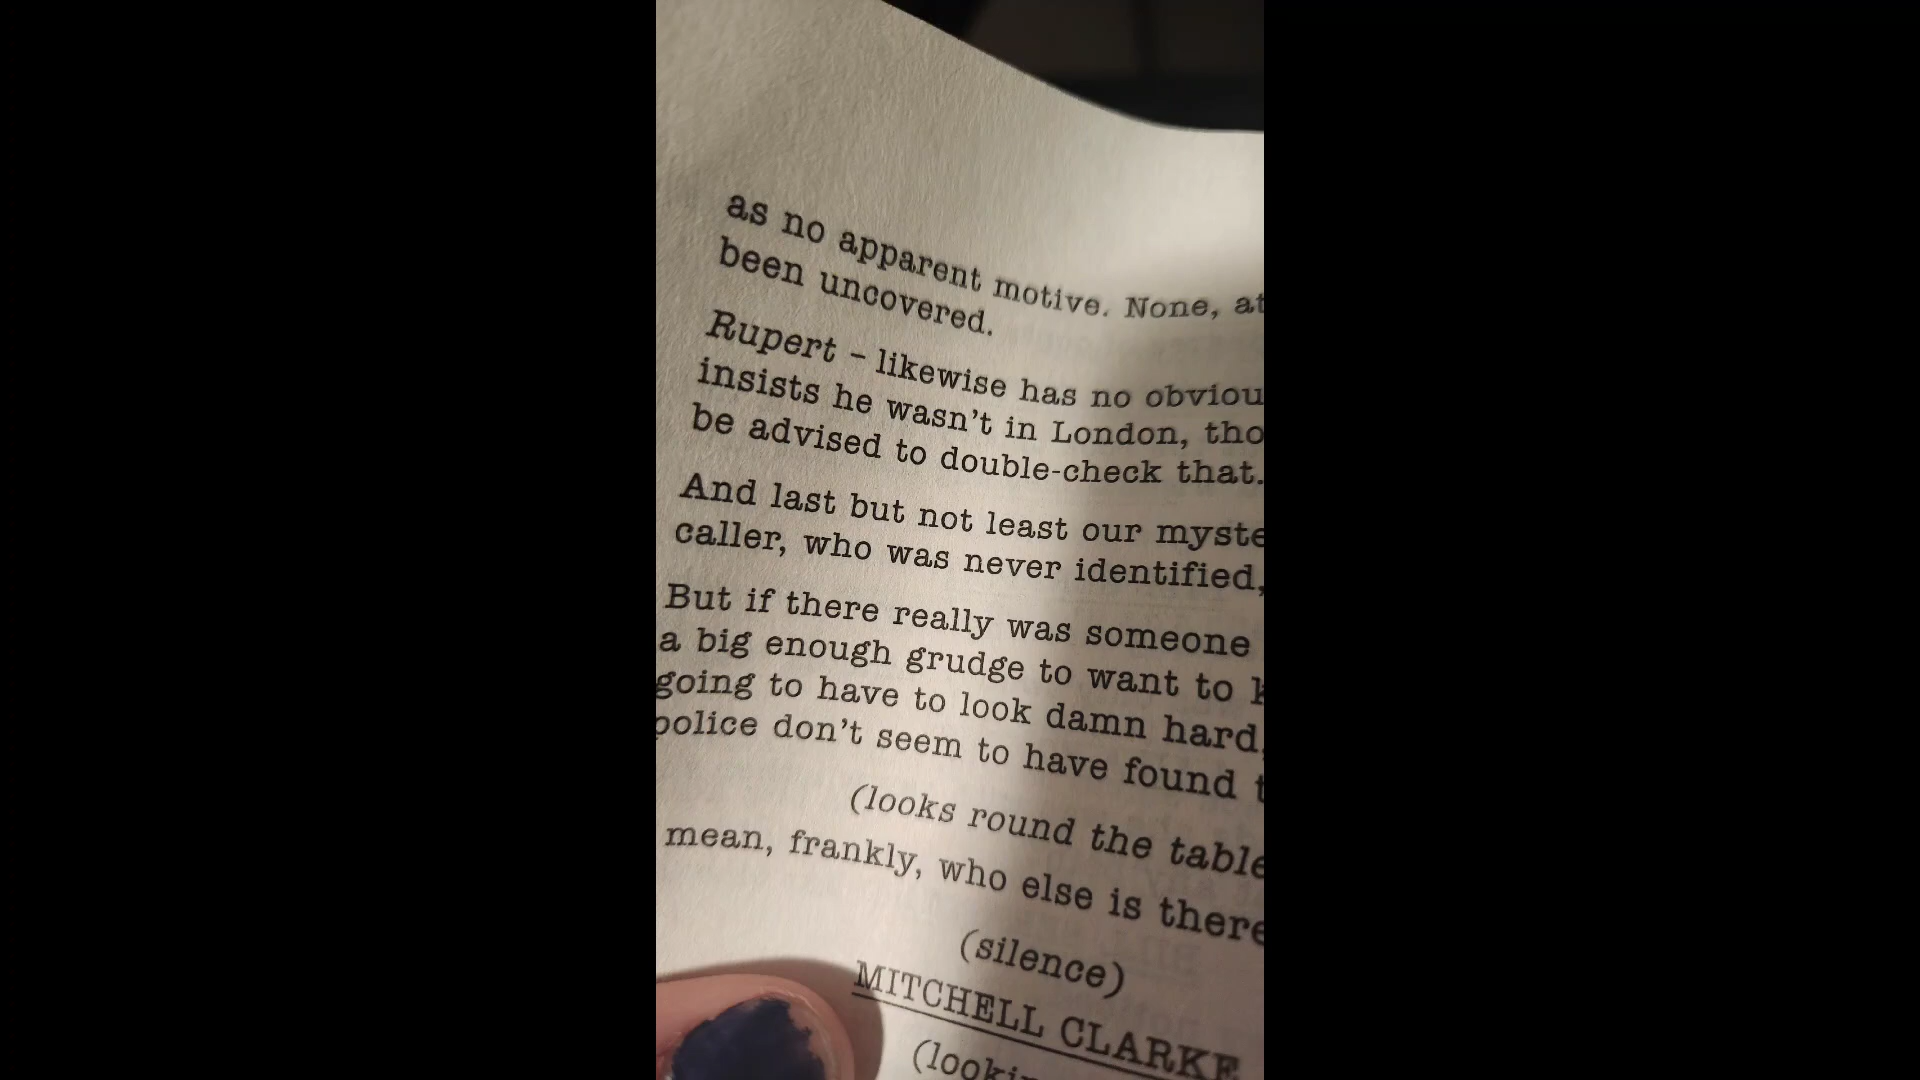 as no apparent motive. None, at
been uncovered.
Rupert - likewise has no obviou
insists he wasn't in London, tho
be advised to double-check that.
And last but not least our myste
caller, who was never identified,
But if there really was someone
a big enough grudge to want to
going to have to look damn hard,
police don't seem to have found t
(looks round the table
mean, frankly, who else is there
(silence)
MITCHELL CLARKE
(lookin